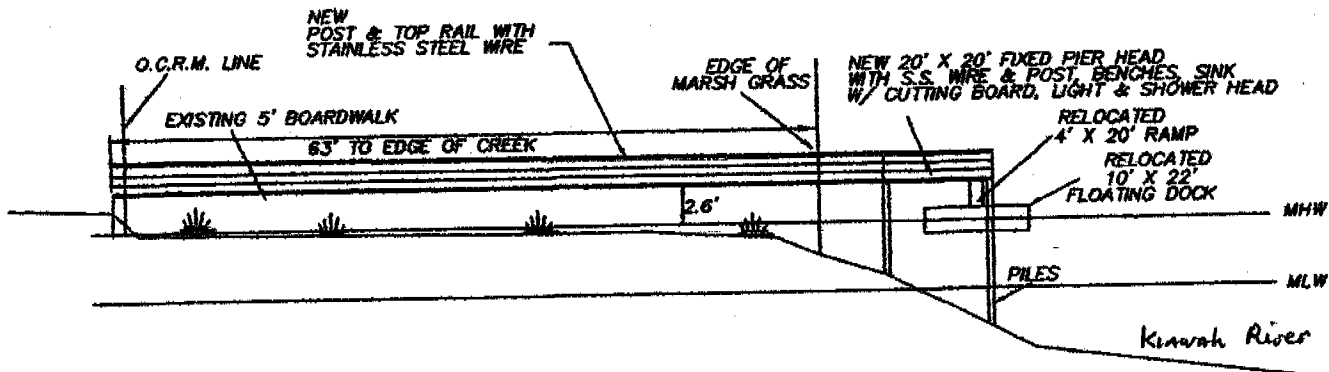 NEW
POST & TOP RAIL WITH
STAINLESS STEEL WIRE
O.C.R.M. LINE
EDGE OF
MARSH GRASS
NEW 20' X 20' FIXED PIER HEAD
WITH S.S. WIRE & POST, BENCHES, SINK
W/ CUTTING BOARD, LIGHT & SHOWER HEAD
EXISTING 5' BOARDWALK
RELOCATED
4' X 20' RAMP
63' TO EDGE OF CREEK
RELOCATED
10' X 22'
FLOATING DOCK
2.6'
MHW
PILES
MLW
Kiawah River